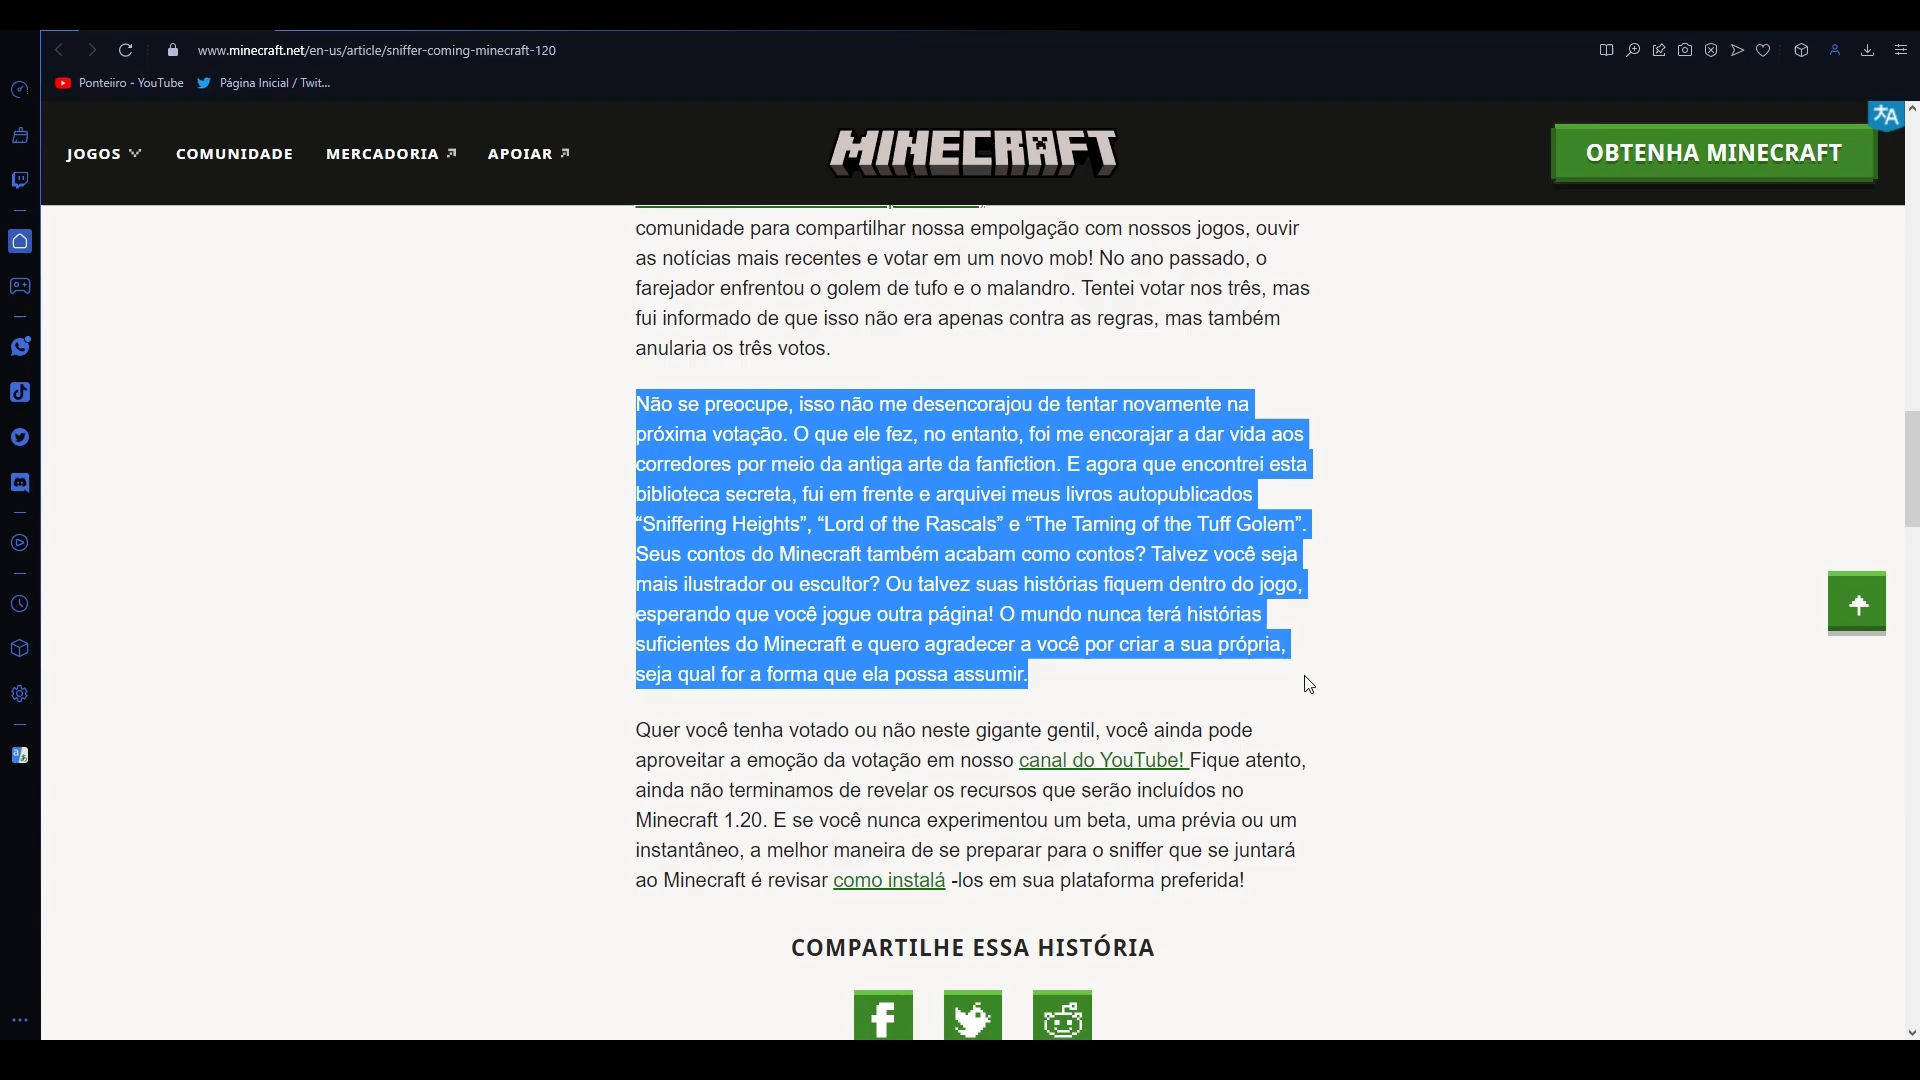 www.minecraft.net/en-us/article/sniffer-coming-minecraft-120
Ponteiiro - YouTube
Página Inicial / Twit...
JOGOS
COMUNIDADE
MERCADORIA
APOIAR
MINECRAFT
OBTENHA MINECRAFT
comunidade para compartilhar nossa empolgação com nossos jogos, ouvir
as notícias mais recentes e votar em um novo mob! No ano passado, o
farejador enfrentou o golem de tufo e o malandro. Tentei votar nos três, mas
fui informado de que isso não era apenas contra as regras, mas também
anularia os três votos.
Não se preocupe, isso não me desencorajou de tentar novamente na
próxima votação. O que ele fez, no entanto, foi me encorajar a dar vida aos
corredores por meio da antiga arte da fanfiction. E agora que encontrei esta
biblioteca secreta, fui em frente e arquivei meus livros autopublicados
“Sniffering Heights”, “Lord of the Rascals” e “The Taming of the Tuff Golem”.
Seus contos do Minecraft também acabam como contos? Talvez você seja
mais ilustrador ou escultor? Ou talvez suas histórias fiquem dentro do jogo,
esperando que você jogue outra página! O mundo nunca terá histórias
suficientes do Minecraft e quero agradecer a você por criar a sua própria,
seja qual for a forma que ela possa assumir.
Quer você tenha votado ou não neste gigante gentil, você ainda pode
aproveitar a emoção da votação em nosso canal do YouTube! Fique atento,
ainda não terminamos de revelar os recursos que serão incluídos no
Minecraft 1.20. E se você nunca experimentou um beta, uma prévia ou um
instantâneo, a melhor maneira de se preparar para o sniffer que se juntará
ao Minecraft é revisar como instalá -los em sua plataforma preferida!
COMPARTILHE ESSA HISTÓRIA